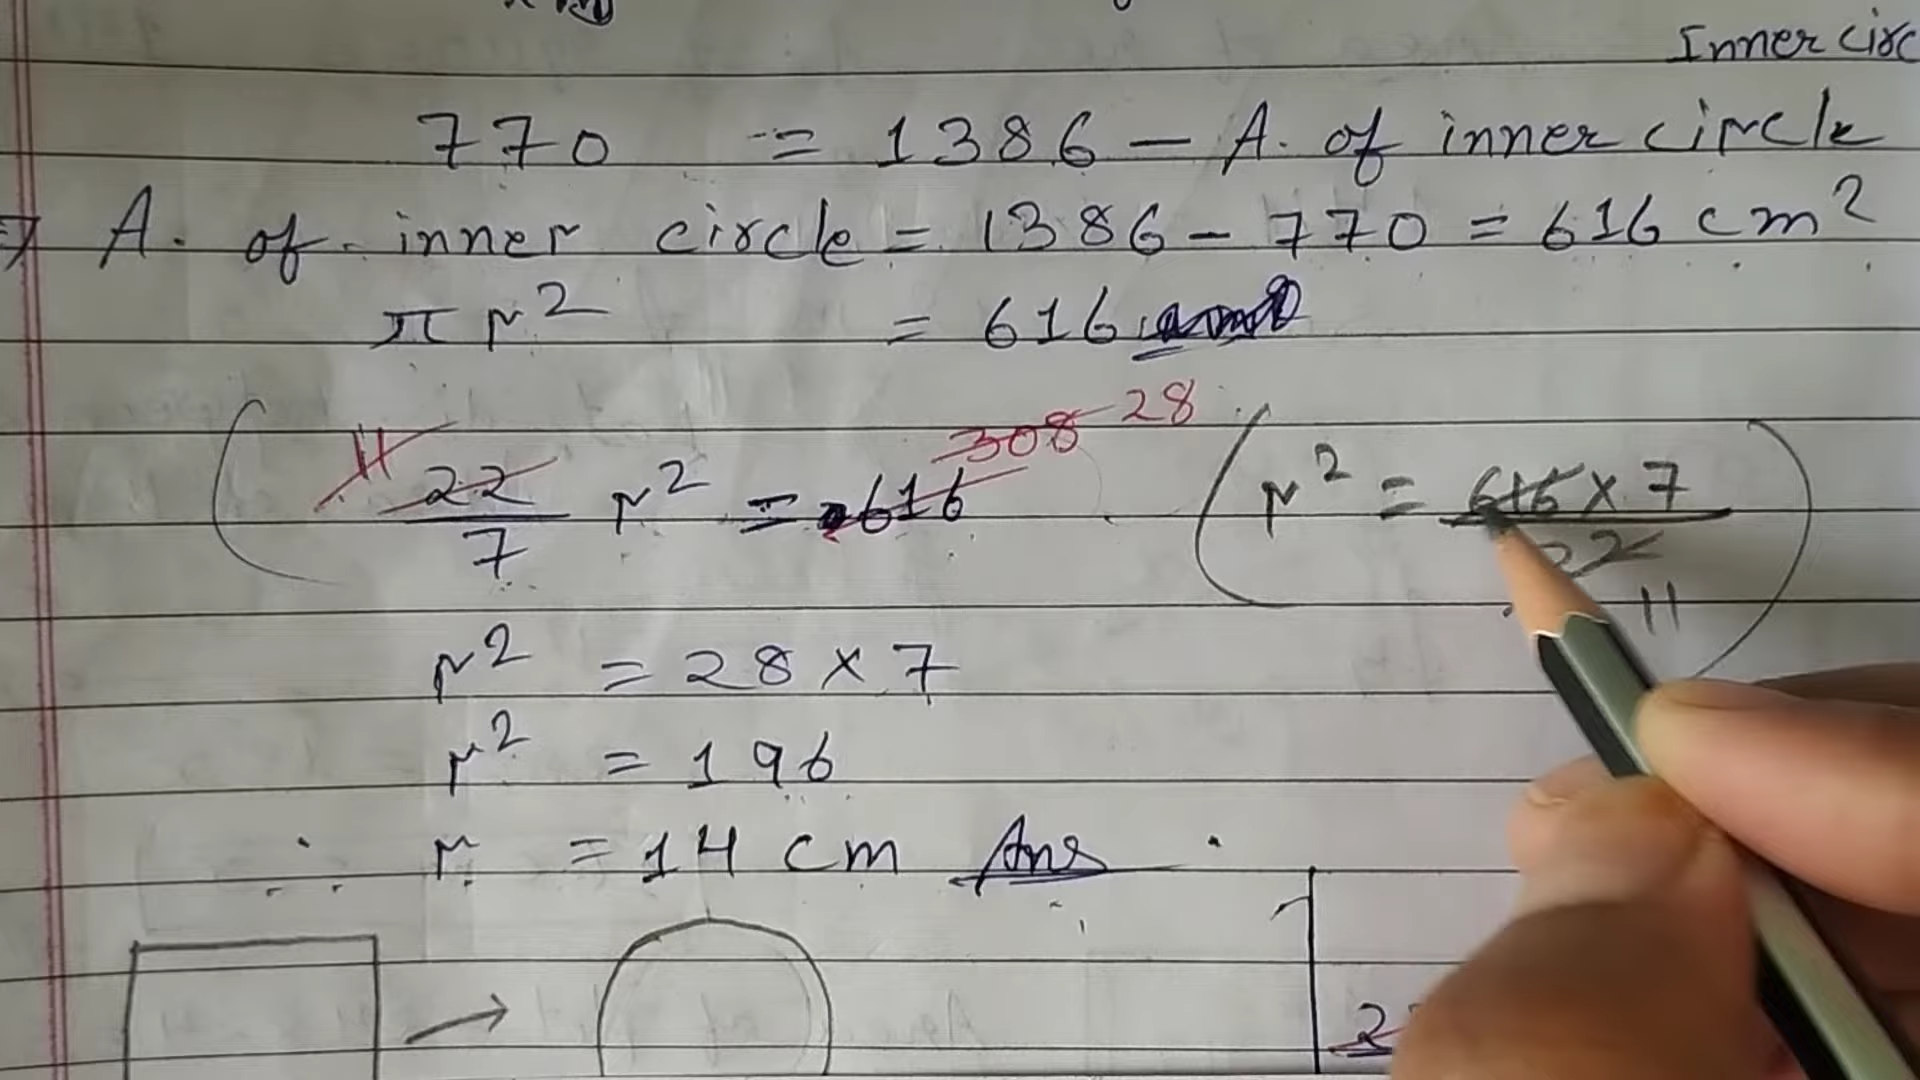 Inner circ
770 = 1386 - A. of inner circle
⇒ A. of inner circle = 1386 - 770 = 616 cm²
πr² = 616
308 28
11
22/7 r² = 616
r² = 616 x 7 / 22
11
r² = 28 x 7
r² = 196
∴ r = 14 cm Ans
2